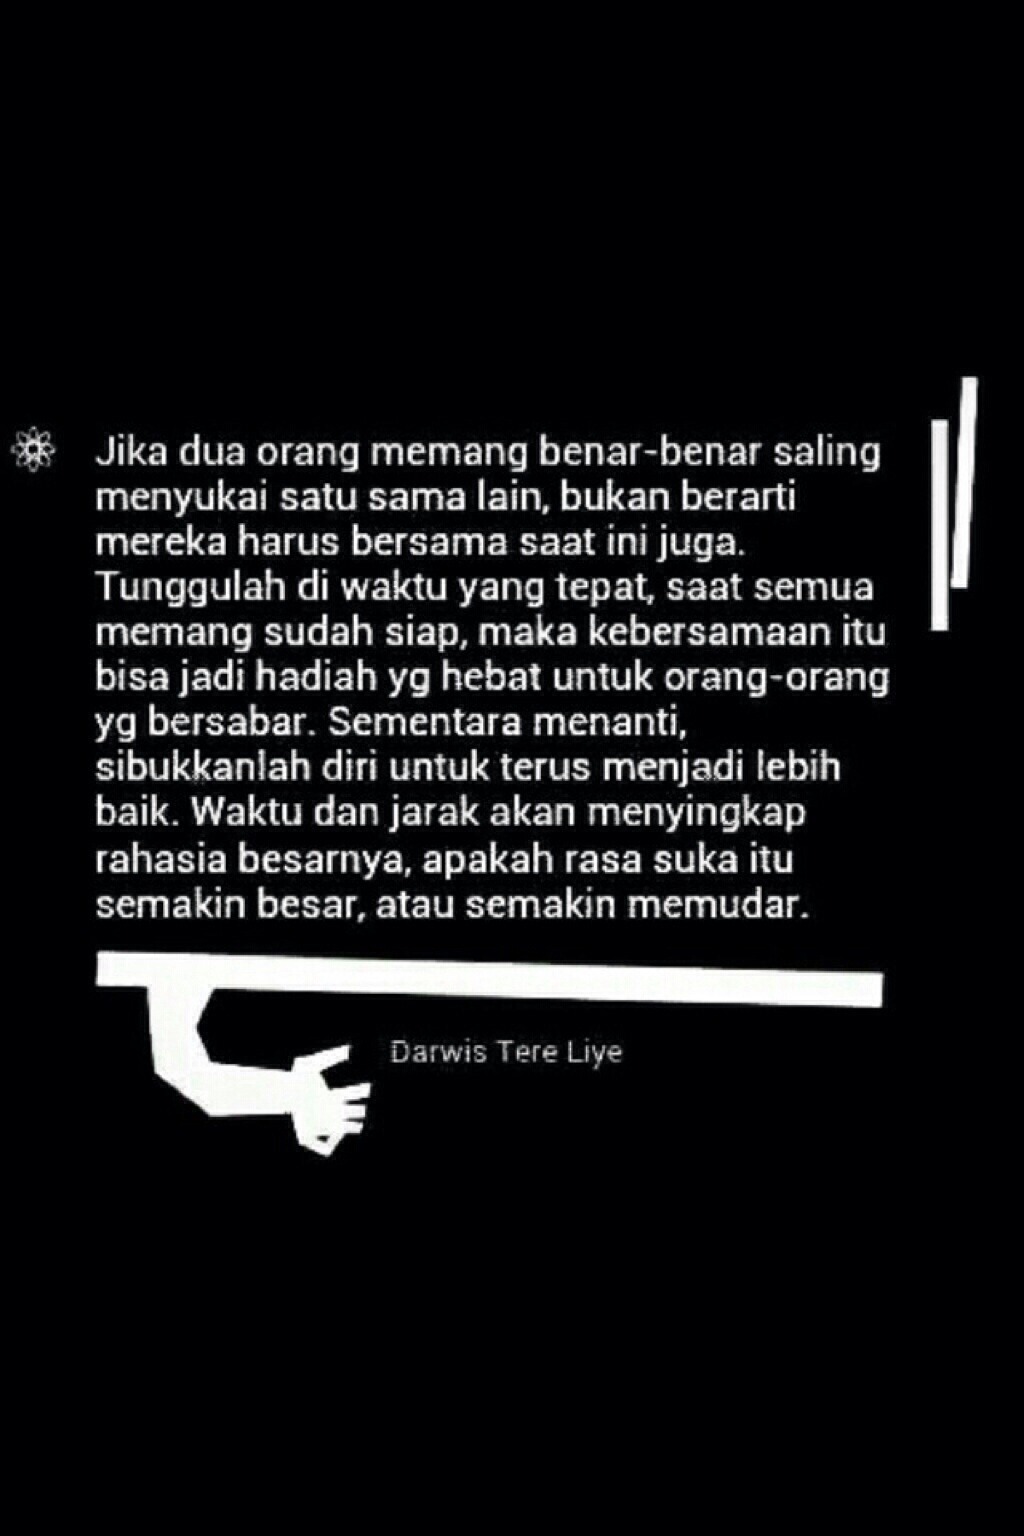 Jika dua orang memang benar-benar saling
menyukai satu sama lain, bukan berarti
mereka harus bersama saat ini juga.
Tunggulah di waktu yang tepat, saat semua
memang sudah siap, maka kebersamaan itu
bisa jadi hadiah yg hebat untuk orang-orang
yg bersabar. Sementara menanti,
sibukkanlah diri untuk terus menjadi lebih
baik. Waktu dan jarak akan menyingkap
rahasia besarnya, apakah rasa suka itu
semakin besar, atau semakin memudar.
Darwis Tere Liye